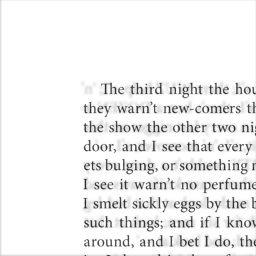 The third night the hou
they warn't new-comers th
the show the other two nig
door, and I see that every
ets bulging, or something m
I see it warn't no perfume
I smelt sickly eggs by the b
such things; and if I know
around, and I bet I do, the